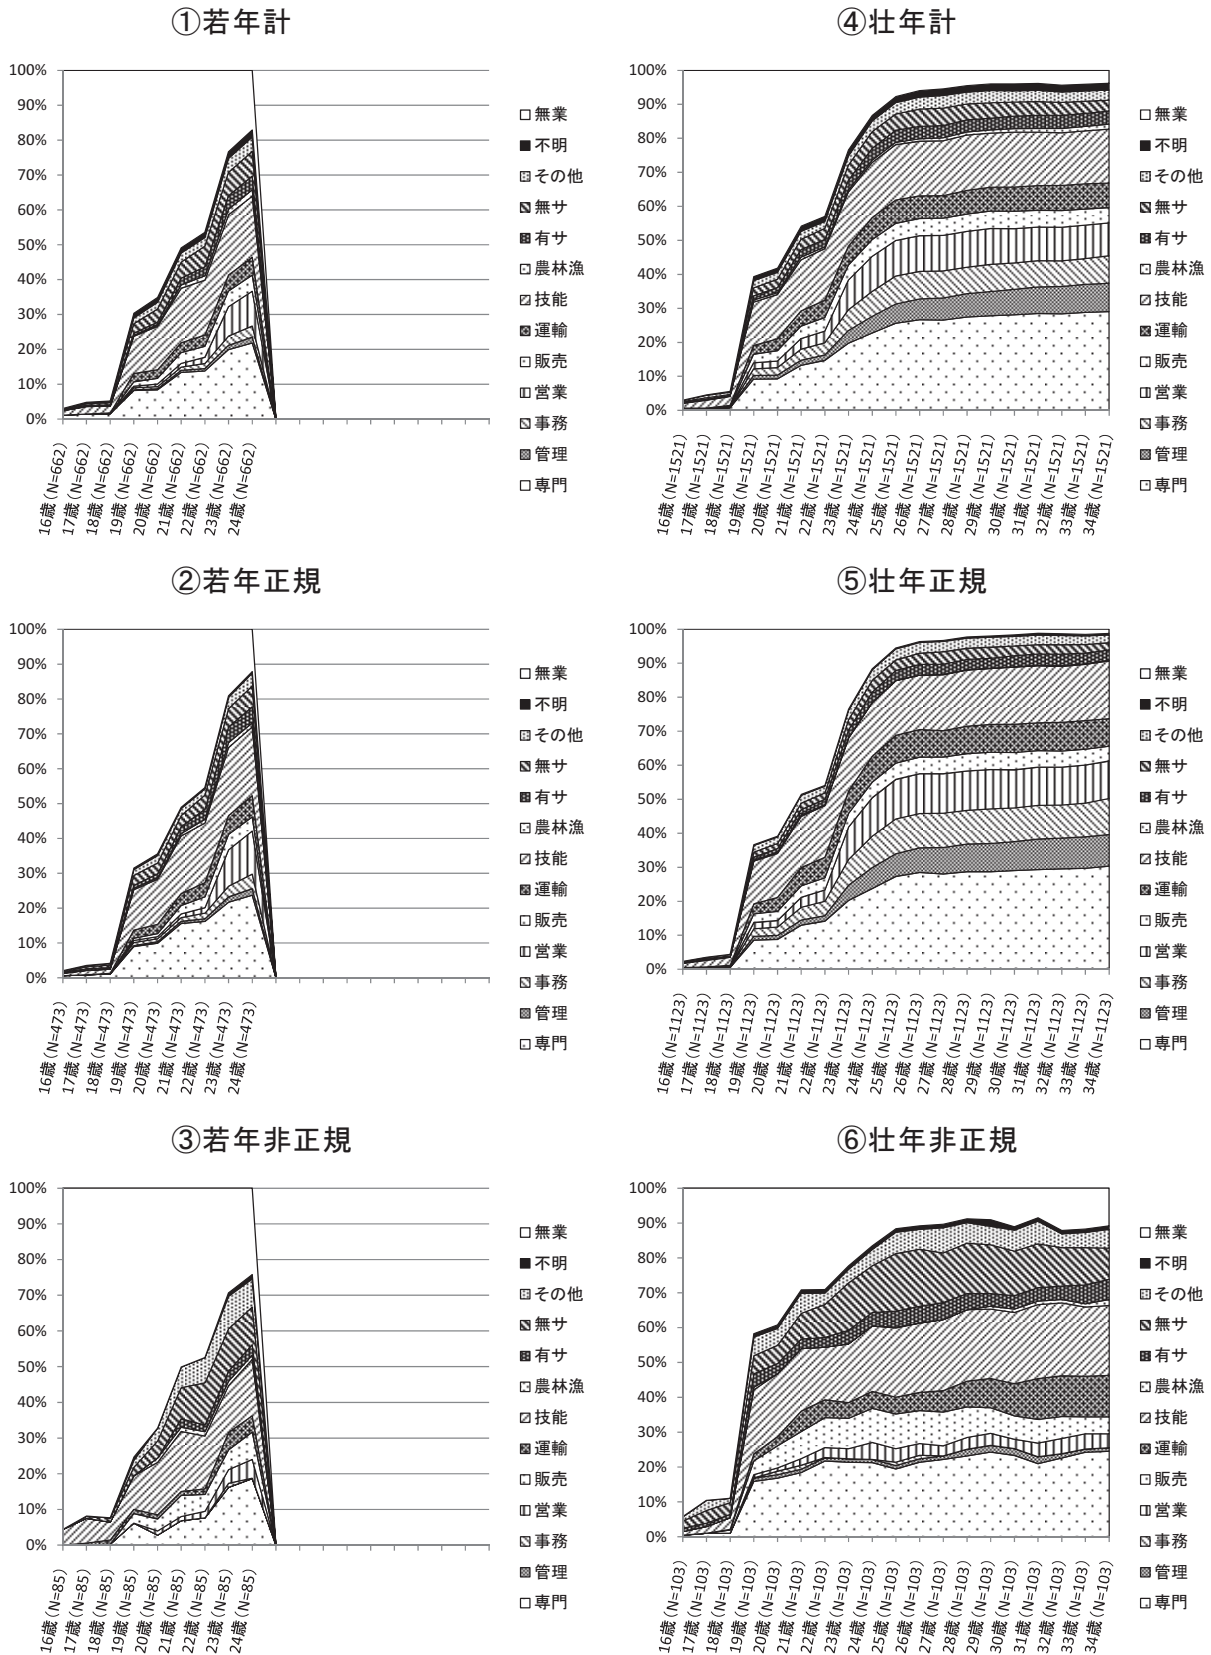 ①若年計
100%
90%
80%
70%
60%
50%
40%
30%
20%
10%
0%
16歳(N=662)
17歳(N=662)
18歳(N=662)
19歳(N=662)
20歳(N=662)
21歳(N=662)
22歳(N=662)
23歳(N=662)
24歳(N=662)
無業
不明
その他
無サ
有サ
農林漁
技能
運輸
販売
営業
事務
管理
専門
④壮年計
100%
90%
80%
70%
60%
50%
40%
30%
20%
10%
0%
16歳(N=1521)
17歳(N=1521)
18歳(N=1521)
19歳(N=1521)
20歳(N=1521)
21歳(N=1521)
22歳(N=1521)
23歳(N=1521)
24歳(N=1521)
25歳(N=1521)
26歳(N=1521)
27歳(N=1521)
28歳(N=1521)
29歳(N=1521)
30歳(N=1521)
31歳(N=1521)
32歳(N=1521)
33歳(N=1521)
34歳(N=1521)
無業
不明
その他
無サ
有サ
農林漁
技能
運輸
販売
営業
事務
管理
専門
②若年正規
100%
90%
80%
70%
60%
50%
40%
30%
20%
10%
0%
16歳(N=473)
17歳(N=473)
18歳(N=473)
19歳(N=473)
20歳(N=473)
21歳(N=473)
22歳(N=473)
23歳(N=473)
24歳(N=473)
無業
不明
その他
無サ
有サ
農林漁
技能
運輸
販売
営業
事務
管理
専門
⑤壮年正規
100%
90%
80%
70%
60%
50%
40%
30%
20%
10%
0%
16歳(N=1123)
17歳(N=1123)
18歳(N=1123)
19歳(N=1123)
20歳(N=1123)
21歳(N=1123)
22歳(N=1123)
23歳(N=1123)
24歳(N=1123)
25歳(N=1123)
26歳(N=1123)
27歳(N=1123)
28歳(N=1123)
29歳(N=1123)
30歳(N=1123)
31歳(N=1123)
32歳(N=1123)
33歳(N=1123)
34歳(N=1123)
無業
不明
その他
無サ
有サ
農林漁
技能
運輸
販売
営業
事務
管理
専門
③若年非正規
100%
90%
80%
70%
60%
50%
40%
30%
20%
10%
0%
16歳(N=85)
17歳(N=85)
18歳(N=85)
19歳(N=85)
20歳(N=85)
21歳(N=85)
22歳(N=85)
23歳(N=85)
24歳(N=85)
無業
不明
その他
無サ
有サ
農林漁
技能
運輸
販売
営業
事務
管理
専門
⑥壮年非正規
100%
90%
80%
70%
60%
50%
40%
30%
20%
10%
0%
16歳(N=103)
17歳(N=103)
18歳(N=103)
19歳(N=103)
20歳(N=103)
21歳(N=103)
22歳(N=103)
23歳(N=103)
24歳(N=103)
25歳(N=103)
26歳(N=103)
27歳(N=103)
28歳(N=103)
29歳(N=103)
30歳(N=103)
31歳(N=103)
32歳(N=103)
33歳(N=103)
34歳(N=103)
無業
不明
その他
無サ
有サ
農林漁
技能
運輸
販売
営業
事務
管理
専門